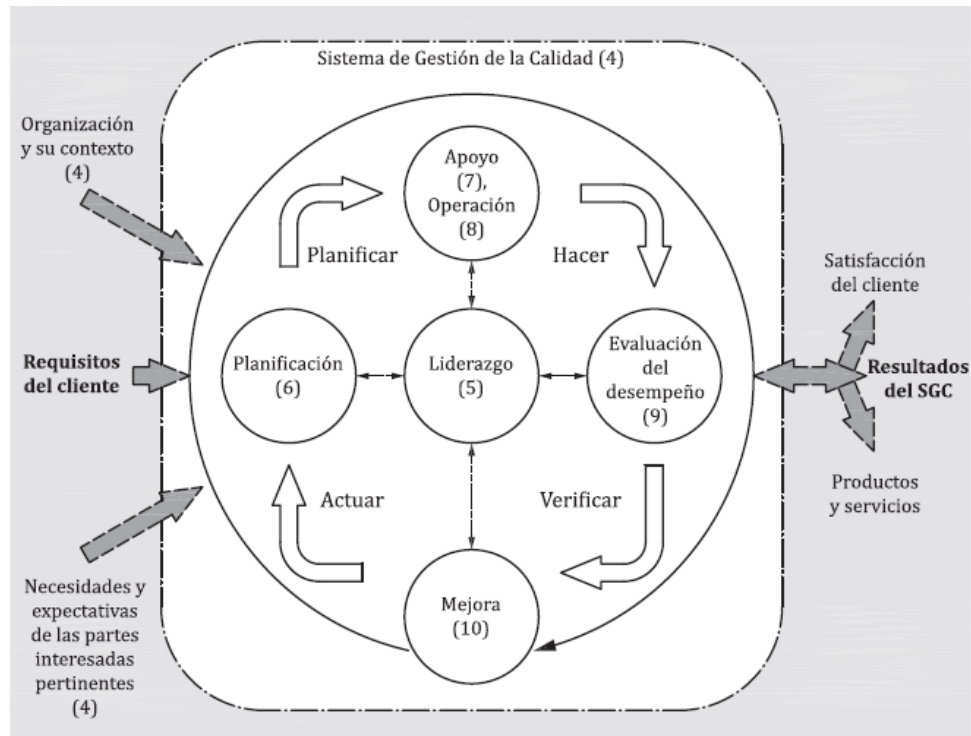 Sistema de Gestión de la Calidad (4)
Organización
y su contexto
(4)
Apoyo
(7),
Operación
(8)
Planificar
Hacer
Satisfacción
del cliente
Requisitos
del cliente
Planificación
(6)
Liderazgo
(5)
Evaluación
del
desempeño
(9)
Resultados
del SGC
Actuar
Verificar
Productos
y servicios
Necesidades y
expectativas
de las partes
interesadas
pertinentes
(4)
Mejora
(10)